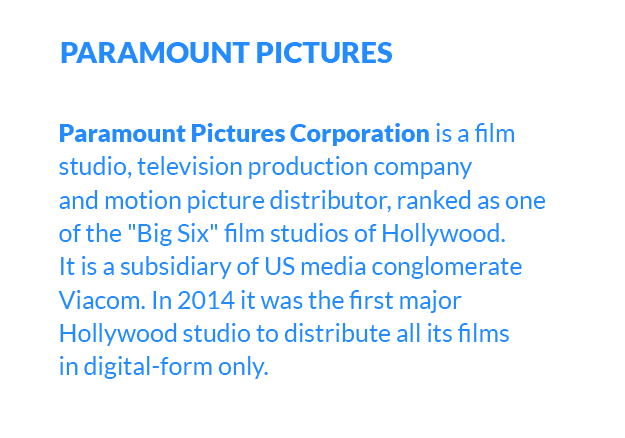 PARAMOUNT PICTURES
Paramount Pictures Corporation is a film
studio, television production company
and motion picture distributor, ranked as one
of the "Big Six" film studios of Hollywood.
It is a subsidiary of US media conglomerate
Viacom. In 2014 it was the first major
Hollywood studio to distribute all its films
in digital-form only.